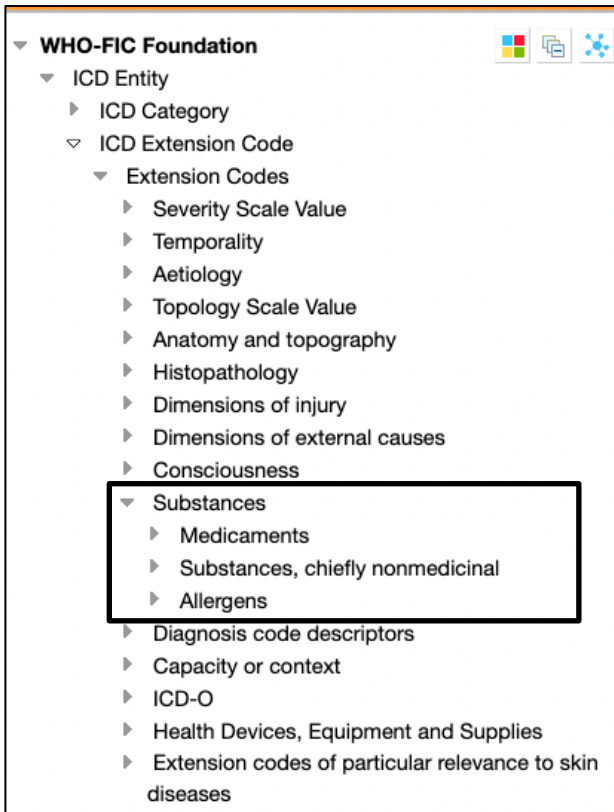 WHO-FIC Foundation
ICD Entity
ICD Category
ICD Extension Code
Extension Codes
Severity Scale Value
Temporality
Aetiology
Topology Scale Value
Anatomy and topography
Histopathology
Dimensions of injury
Dimensions of external causes
Consciousness
Substances
Medicaments
Substances, chiefly nonmedicinal
Allergens
Diagnosis code descriptors
Capacity or context
ICD-O
Health Devices, Equipment and Supplies
Extension codes of particular relevance to skin
diseases